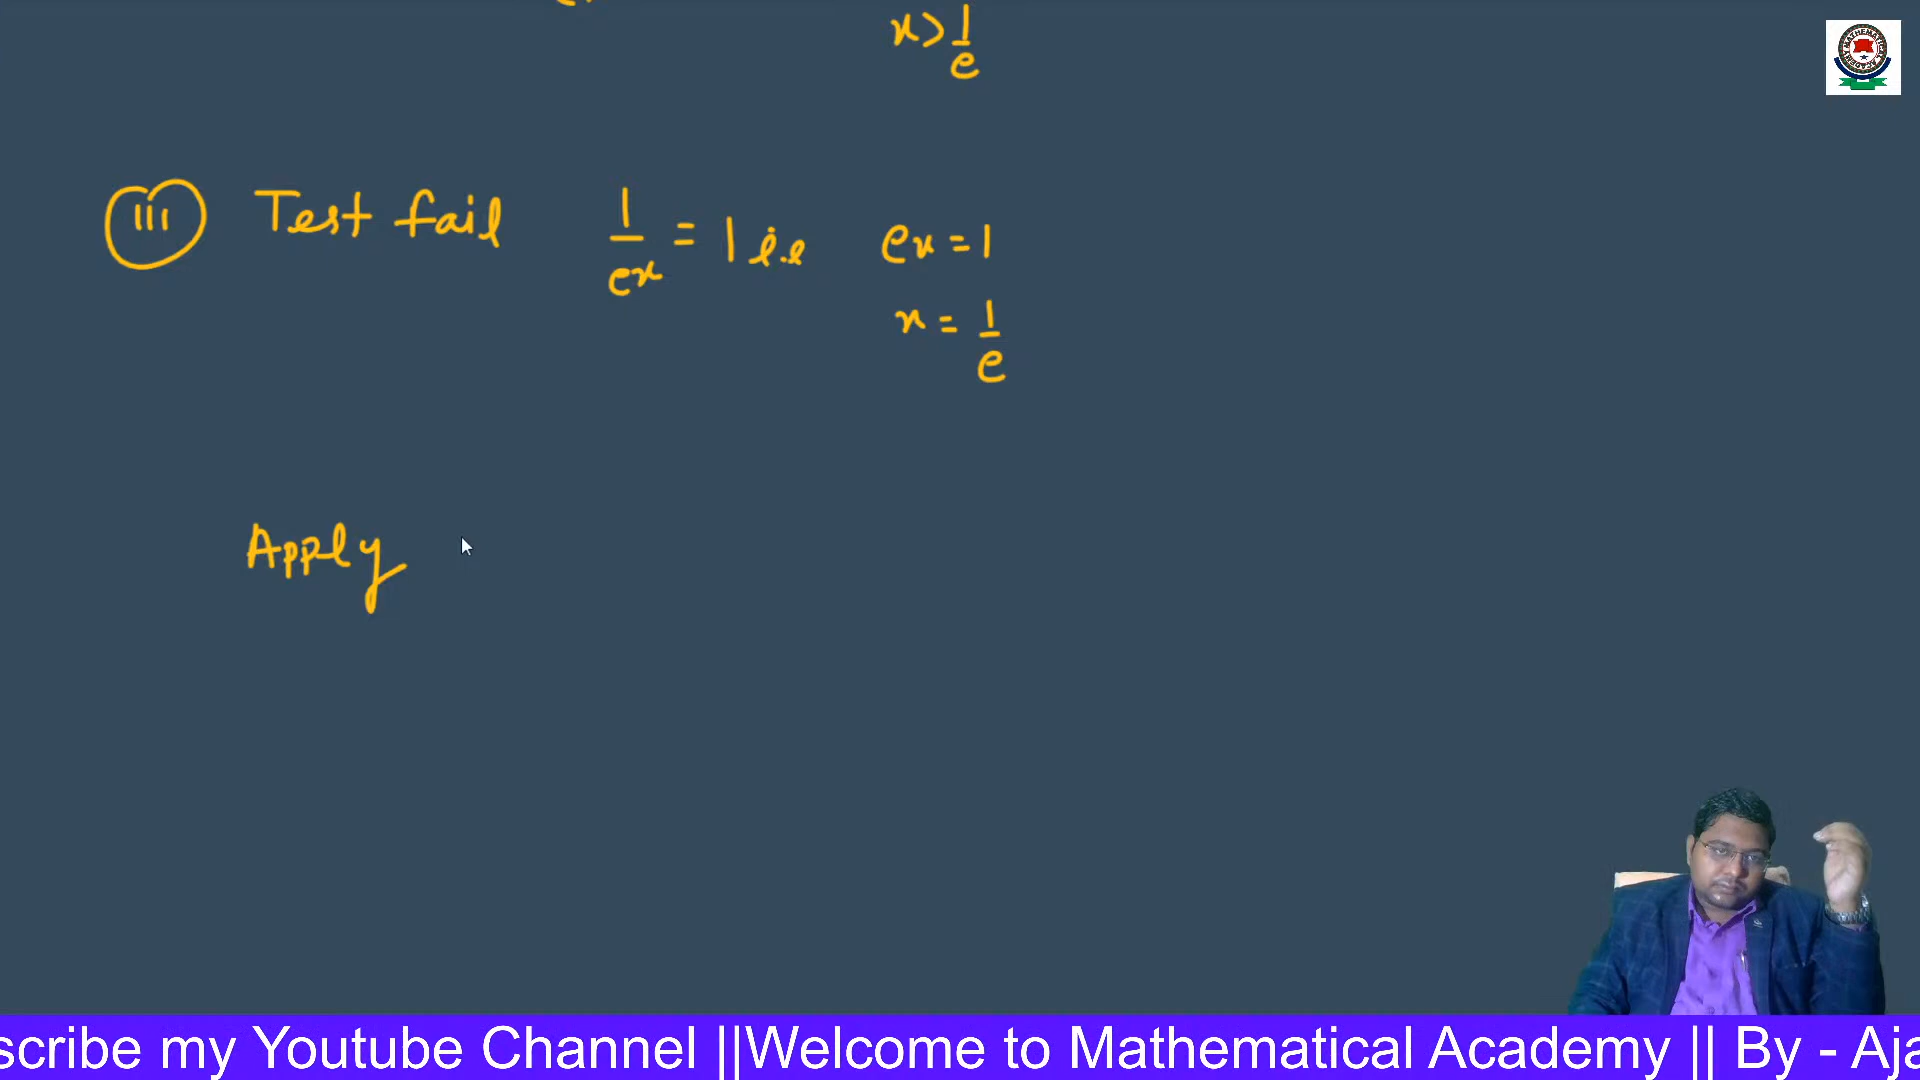 x > 1/e
iii Test fail 1/ex = 1 i.e ex = 1
x = 1/e
Apply
scribe my Youtube Channel ||Welcome to Mathematical Academy || By - Aja